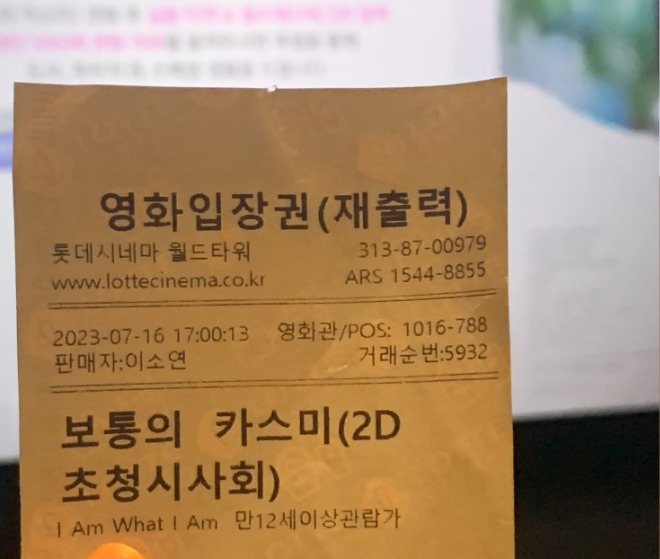 영화입장권(재출력)
롯데시네마 월드타워 313-87-00979
www.lottecinema.co.kr ARS 1544-8855
2023-07-16 17:00:13 영화관/POS: 1016-788
판매자:이소연 거래순번:5932
보통의 카스미(2D
초청시사회)
I Am What I Am 만12세이상관람가